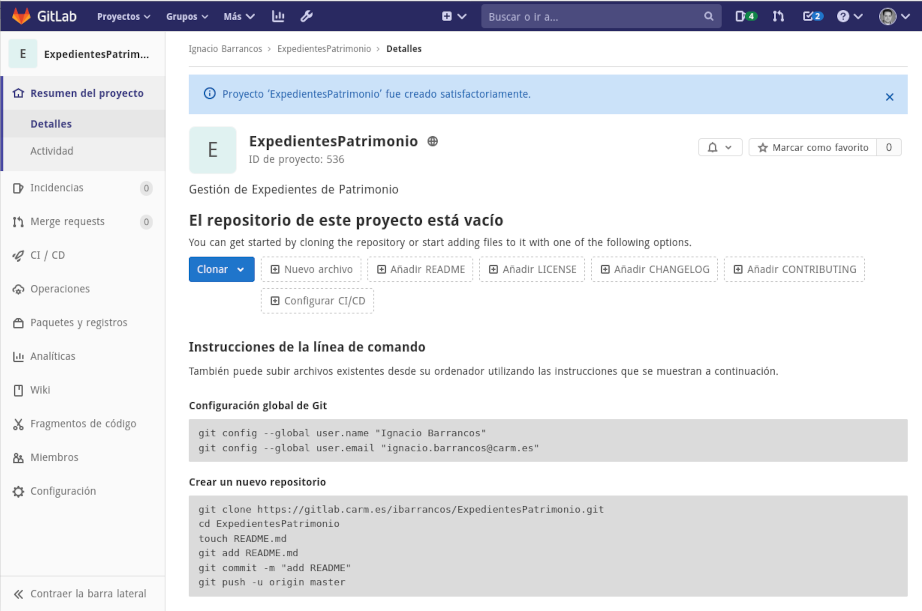 GitLab
Proyectos
Grupos
Más
Buscar o ir a...
4
2
E
ExpedientesPatrim...
Resumen del proyecto
Detalles
Actividad
Incidencias
0
Merge requests
0
CI / CD
Operaciones
Paquetes y registros
Analíticas
Wiki
Fragmentos de código
Miembros
Configuración
Contraer la barra lateral
Ignacio Barrancos › ExpedientesPatrimonio › Detalles
Proyecto 'ExpedientesPatrimonio' fue creado satisfactoriamente.
E
ExpedientesPatrimonio
ID de proyecto: 536
Marcar como favorito
0
Gestión de Expedientes de Patrimonio
El repositorio de este proyecto está vacío
You can get started by cloning the repository or start adding files to it with one of the following options.
Clonar
Nuevo archivo
Añadir README
Añadir LICENSE
Añadir CHANGELOG
Añadir CONTRIBUTING
Configurar CI/CD
Instrucciones de la línea de comando
También puede subir archivos existentes desde su ordenador utilizando las instrucciones que se muestran a continuación.
Configuración global de Git
git config --global user.name "Ignacio Barrancos"
git config --global user.email "ignacio.barrancos@carm.es"
Crear un nuevo repositorio
git clone https://gitlab.carm.es/ibarrancos/ExpedientesPatrimonio.git
cd ExpedientesPatrimonio
touch README.md
git add README.md
git commit -m "add README"
git push -u origin master